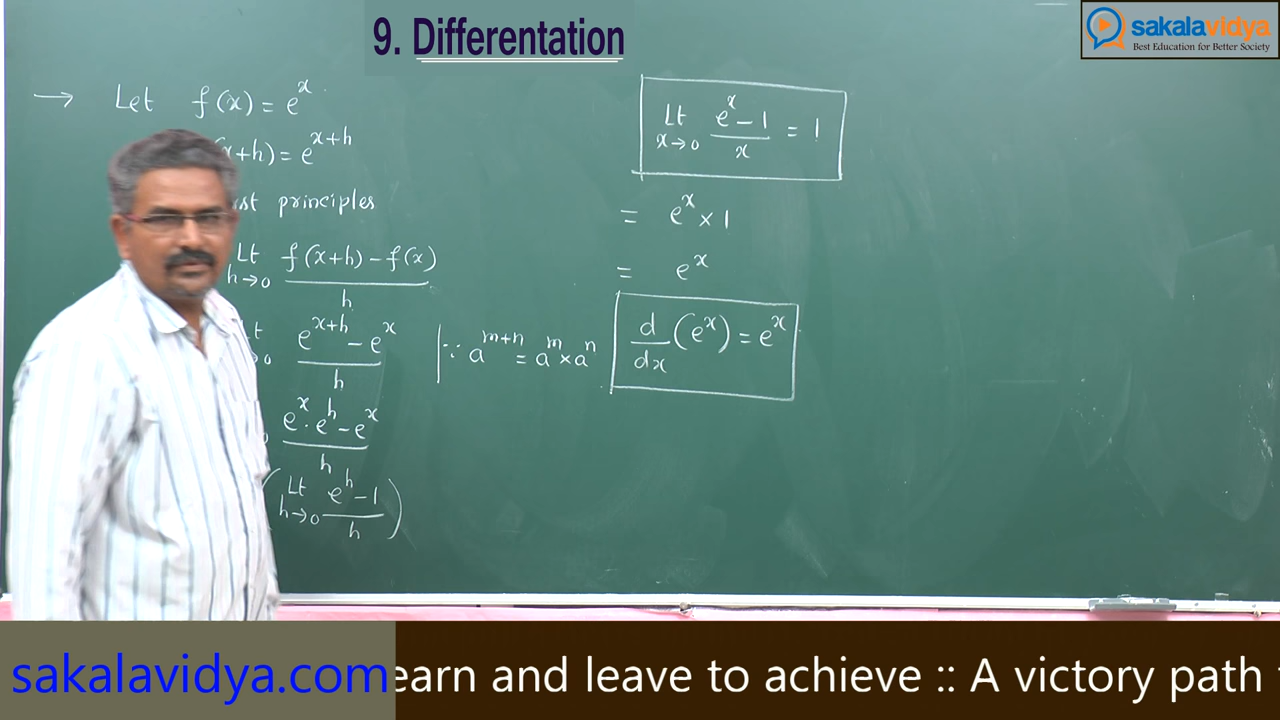 9. Differentation
sakalavidya
Best Education for Better Society
→ Let f(x) = e^x
x+h) = e^(x+h)
st principles
Lt h→0 (f(x+h) - f(x))/h
t (e^(x+h) - e^x)/h | ∵ a^(m+n) = a^m × a^n
(e^x · e^h - e^x)/h
(Lt h→0 (e^h - 1)/h)
Lt x→0 (e^x - 1)/x = 1
= e^x × 1
= e^x
d/dx (e^x) = e^x
sakalavidya.com
earn and leave to achieve :: A victory path